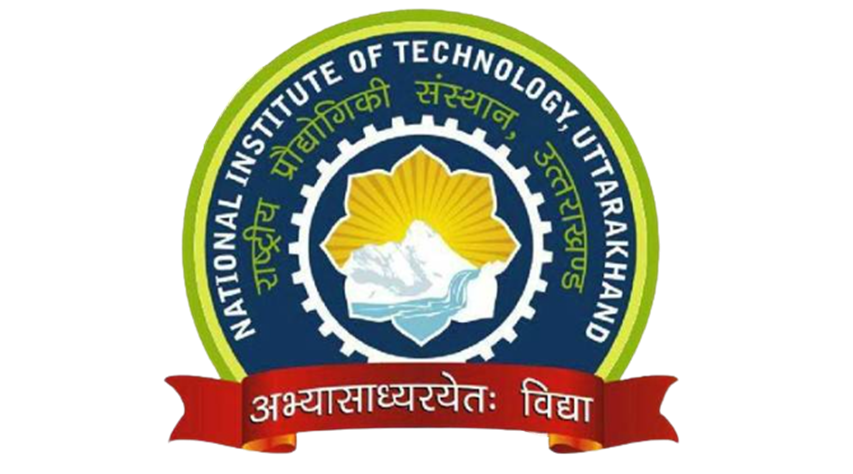 NATIONAL INSTITUTE OF TECHNOLOGY, UTTARAKHAND
राष्ट्रीय प्रौद्योगिकी संस्थान, उत्तराखण्ड
अभ्यासाध्यरयेतः विद्या